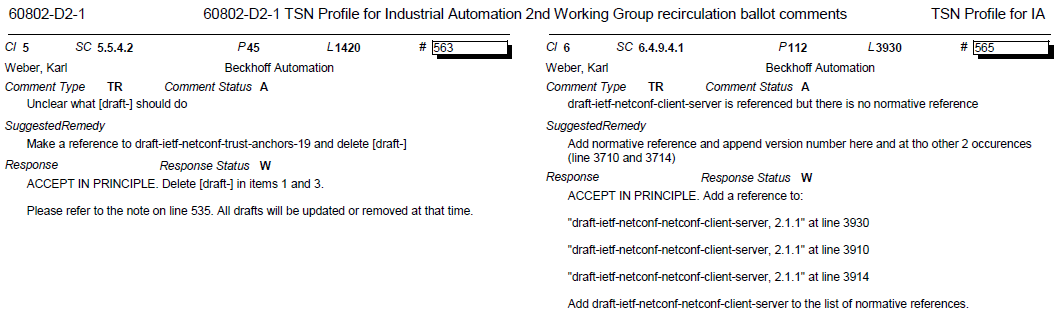 60802-D2-1 60802-D2-1 TSN Profile for Industrial Automation 2nd Working Group recirculation ballot comments TSN Profile for IA
Cl 5 SC 5.5.4.2 P45 L1420 # 563
Weber, Karl Beckhoff Automation
Comment Type TR Comment Status A
Unclear what [draft-] should do
SuggestedRemedy
Make a reference to draft-ietf-netconf-trust-anchors-19 and delete [draft-]
Response Response Status W
ACCEPT IN PRINCIPLE. Delete [draft-] in items 1 and 3.
Please refer to the note on line 535. All drafts will be updated or removed at that time.
Cl 6 SC 6.4.9.4.1 P112 L3930 # 565
Weber, Karl Beckhoff Automation
Comment Type TR Comment Status A
draft-ietf-netconf-client-server is referenced but there is no normative reference
SuggestedRemedy
Add normative reference and append version number here and at tho other 2 occurences
(line 3710 and 3714)
Response Response Status W
ACCEPT IN PRINCIPLE. Add a reference to:
"draft-ietf-netconf-netconf-client-server, 2.1.1" at line 3930
"draft-ietf-netconf-netconf-client-server, 2.1.1" at line 3910
"draft-ietf-netconf-netconf-client-server, 2.1.1" at line 3914
Add draft-ietf-netconf-netconf-client-server to the list of normative references.